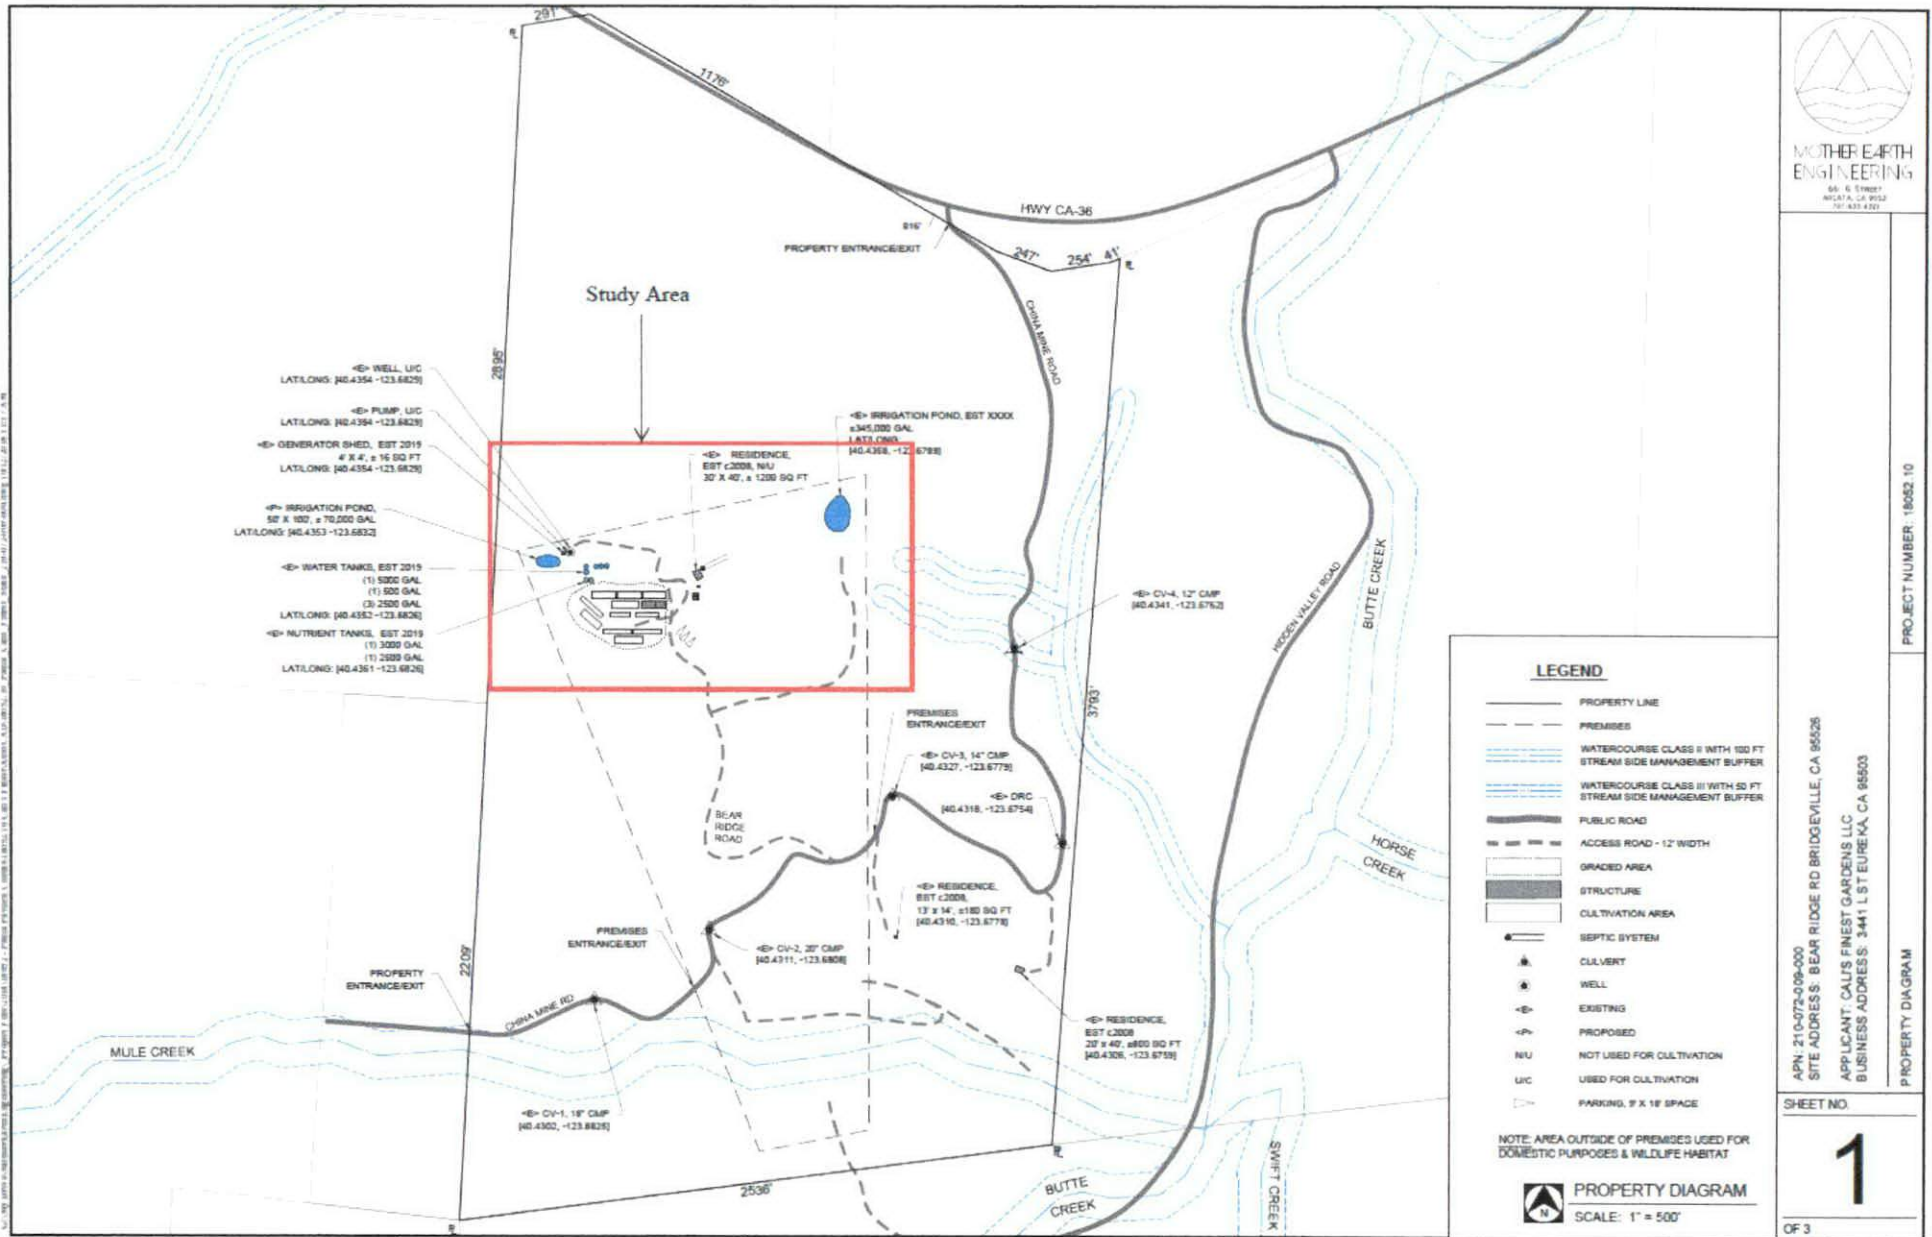 291'
1176'
HWY CA-36
816'
PROPERTY ENTRANCE/EXIT
247'
254'
41'
Study Area
CHINA MINE ROAD
2895'
<E> WELL, U/C
LAT/LONG: [40.4354 -123.6829]
<E> PUMP, U/C
LAT/LONG: [40.4354 -123.6829]
<E> GENERATOR SHED, EST 2019
4' X 4', ± 16 SQ FT
LAT/LONG: [40.4354 -123.6829]
<P> IRRIGATION POND,
50' X 100', ± 70,000 GAL
LAT/LONG: [40.4353 -123.6832]
<E> WATER TANKS, EST 2019
(1) 5000 GAL
(1) 500 GAL
(3) 2500 GAL
LAT/LONG: [40.4352 -123.6826]
<E> NUTRIENT TANKS, EST 2019
(1) 3000 GAL
(1) 2500 GAL
LAT/LONG: [40.4351 -123.6826]
<E> IRRIGATION POND, EST XXXX
±345,000 GAL
LAT/LONG:
[40.4358, -123.6789]
<E> RESIDENCE,
EST c2008, N/U
30' X 40', ± 1200 SQ FT
<E> CV-4, 12" CMP
[40.4341, -123.6762]
HIDDEN VALLEY ROAD
BUTTE CREEK
3793'
PREMISES
ENTRANCE/EXIT
<E> CV-3, 14" CMP
[40.4327, -123.6779]
<E> DRC
[40.4318, -123.6754]
BEAR
RIDGE
ROAD
<E> RESIDENCE,
EST c2008,
13' x 14', ±180 SQ FT
[40.4310, -123.6778]
HORSE
CREEK
PREMISES
ENTRANCE/EXIT
<E> CV-2, 20" CMP
[40.4311, -123.6808]
2209'
PROPERTY
ENTRANCE/EXIT
CHINA MINE RD
MULE CREEK
<E> CV-1, 18" CMP
[40.4302, -123.6825]
<E> RESIDENCE,
EST c2008
20' x 40', ±800 SQ FT
[40.4306, -123.6759]
2536'
BUTTE
CREEK
SWIFT CREEK
LEGEND
PROPERTY LINE
PREMISES
WATERCOURSE CLASS II WITH 100 FT
STREAM SIDE MANAGEMENT BUFFER
WATERCOURSE CLASS III WITH 50 FT
STREAM SIDE MANAGEMENT BUFFER
PUBLIC ROAD
ACCESS ROAD - 12' WIDTH
GRADED AREA
STRUCTURE
CULTIVATION AREA
SEPTIC SYSTEM
CULVERT
WELL
<E> EXISTING
<P> PROPOSED
N/U NOT USED FOR CULTIVATION
U/C USED FOR CULTIVATION
PARKING, 9' X 18' SPACE
NOTE: AREA OUTSIDE OF PREMISES USED FOR
DOMESTIC PURPOSES & WILDLIFE HABITAT
N
PROPERTY DIAGRAM
SCALE: 1" = 500'
MOTHER EARTH
ENGINEERING
PROJECT NUMBER: 18052.10
APN: 210-072-009-000
SITE ADDRESS: BEAR RIDGE RD BRIDGEVILLE, CA 95526
APPLICANT: CALI'S FINEST GARDENS LLC
BUSINESS ADDRESS: 3441 L ST EUREKA, CA 95503
PROPERTY DIAGRAM
SHEET NO.
1
OF 3